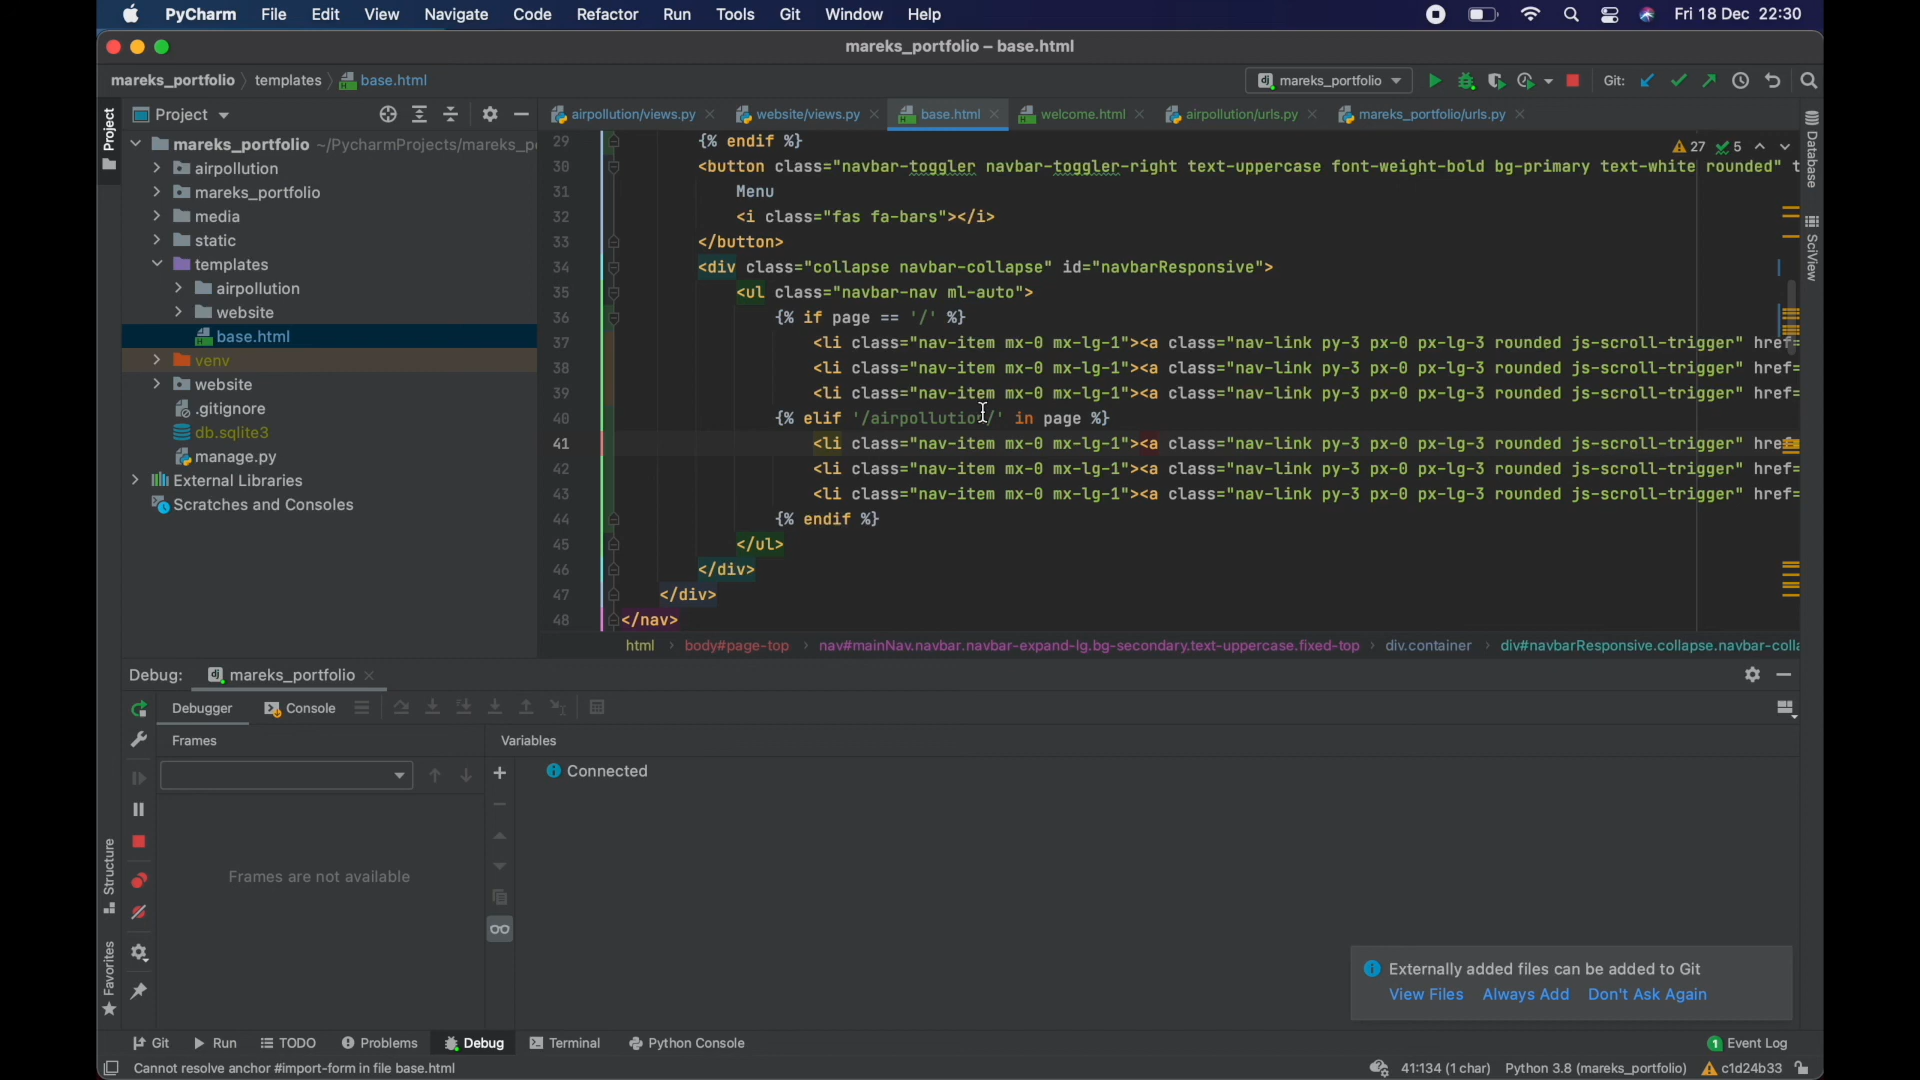 PyCharm File Edit View Navigate Code Refactor Run Tools Git Window Help Fri 18 Dec 22:30
mareks_portfolio – base.html
mareks_portfolio templates base.html mareks_portfolio Git:
Project airpollution/views.py website/views.py base.html welcome.html airpollution/urls.py mareks_portfolio/urls.py
Project
Database
SciView
mareks_portfolio ~/PycharmProjects/mareks_p
airpollution
mareks_portfolio
media
static
templates
airpollution
website
base.html
venv
website
.gitignore
db.sqlite3
manage.py
External Libraries
Scratches and Consoles
27 5
29 {% endif %}
30 <button class="navbar-toggler navbar-toggler-right text-uppercase font-weight-bold bg-primary text-white rounded" t
31 Menu
32 <i class="fas fa-bars"></i>
33 </button>
34 <div class="collapse navbar-collapse" id="navbarResponsive">
35 <ul class="navbar-nav ml-auto">
36 {% if page == '/' %}
37 <li class="nav-item mx-0 mx-lg-1"><a class="nav-link py-3 px-0 px-lg-3 rounded js-scroll-trigger" href=
38 <li class="nav-item mx-0 mx-lg-1"><a class="nav-link py-3 px-0 px-lg-3 rounded js-scroll-trigger" href=
39 <li class="nav-item mx-0 mx-lg-1"><a class="nav-link py-3 px-0 px-lg-3 rounded js-scroll-trigger" href=
40 {% elif '/airpollution/' in page %}
41 <li class="nav-item mx-0 mx-lg-1"><a class="nav-link py-3 px-0 px-lg-3 rounded js-scroll-trigger" href=
42 <li class="nav-item mx-0 mx-lg-1"><a class="nav-link py-3 px-0 px-lg-3 rounded js-scroll-trigger" href=
43 <li class="nav-item mx-0 mx-lg-1"><a class="nav-link py-3 px-0 px-lg-3 rounded js-scroll-trigger" href=
44 {% endif %}
45 </ul>
46 </div>
47 </div>
48 </nav>
html body#page-top nav#mainNav.navbar.navbar-expand-lg.bg-secondary.text-uppercase.fixed-top div.container div#navbarResponsive.collapse.navbar-colla
Debug: mareks_portfolio
Debugger Console
Frames Variables
Connected
Frames are not available
Structure
Favorites
Externally added files can be added to Git
View Files Always Add Don't Ask Again
Git Run TODO Problems Debug Terminal Python Console 1 Event Log
Cannot resolve anchor #import-form in file base.html 41:134 (1 char) Python 3.8 (mareks_portfolio) c1d24b33